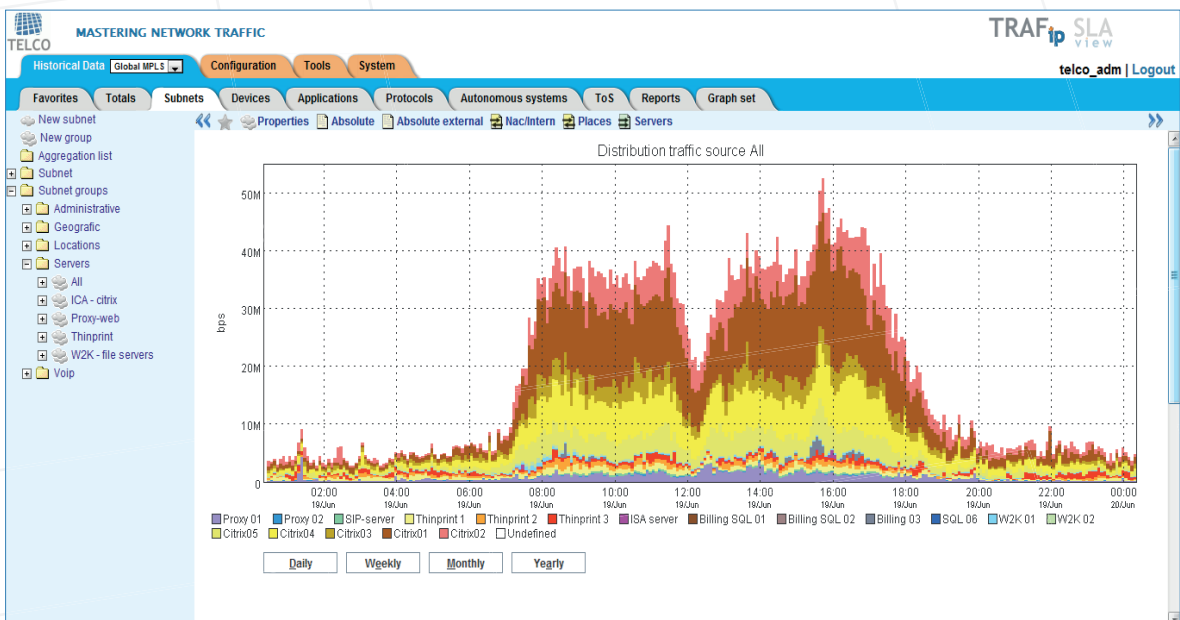 TELCO
MASTERING NETWORK TRAFFIC
TRAFip SLA view
Historical Data Global MPLS Configuration Tools System
telco_adm | Logout
Favorites Totals Subnets Devices Applications Protocols Autonomous systems ToS Reports Graph set
Properties Absolute Absolute external Nac/Intern Places Servers
New subnet
New group
Aggregation list
Subnet
Subnet groups
Administrative
Geografic
Locations
Servers
All
ICA - citrix
Proxy-web
Thinprint
W2K - file servers
Voip
Distribution traffic source All
50M
40M
30M
20M
10M
0
bps
02:00 04:00 06:00 08:00 10:00 12:00 14:00 16:00 18:00 20:00 22:00 00:00
19/Jun 19/Jun 19/Jun 19/Jun 19/Jun 19/Jun 19/Jun 19/Jun 19/Jun 19/Jun 19/Jun 20/Jun
Proxy 01 Proxy 02 SIP-server Thinprint 1 Thinprint 2 Thinprint 3 ISA server Billing SQL 01 Billing SQL 02 Billing 03 SQL 06 W2K 01 W2K 02
Citrix05 Citrix04 Citrix03 Citrix01 Citrix02 Undefined
Daily Weekly Monthly Yearly